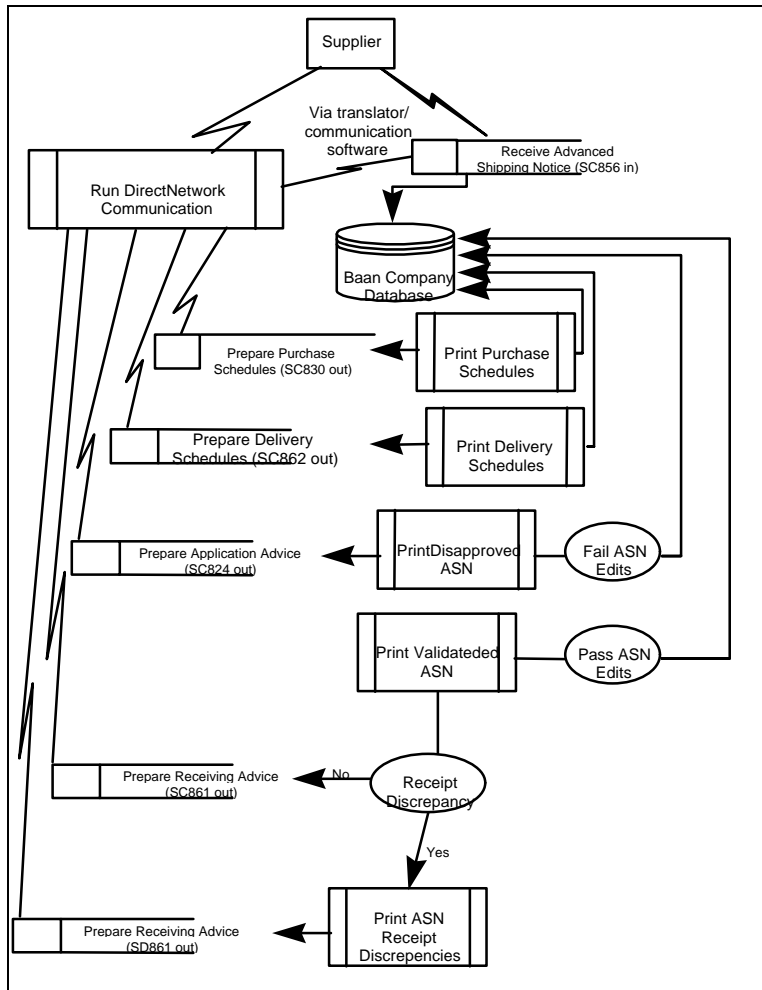 Supplier
Via translator/
communication
software
Receive Advanced
Shipping Notice (SC856 in)
Run DirectNetwork
Communication
Baan Company
Database
Prepare Purchase
Schedules (SC830 out)
Print Purchase
Schedules
Prepare Delivery
Schedules (SC862 out)
Print Delivery
Schedules
Prepare Application Advice
(SC824 out)
PrintDisapproved
ASN
Fail ASN
Edits
Print Validateded
ASN
Pass ASN
Edits
Prepare Receiving Advice
(SC861 out)
No
Receipt
Discrepancy
Yes
Prepare Receiving Advice
(SD861 out)
Print ASN
Receipt
Discrepencies